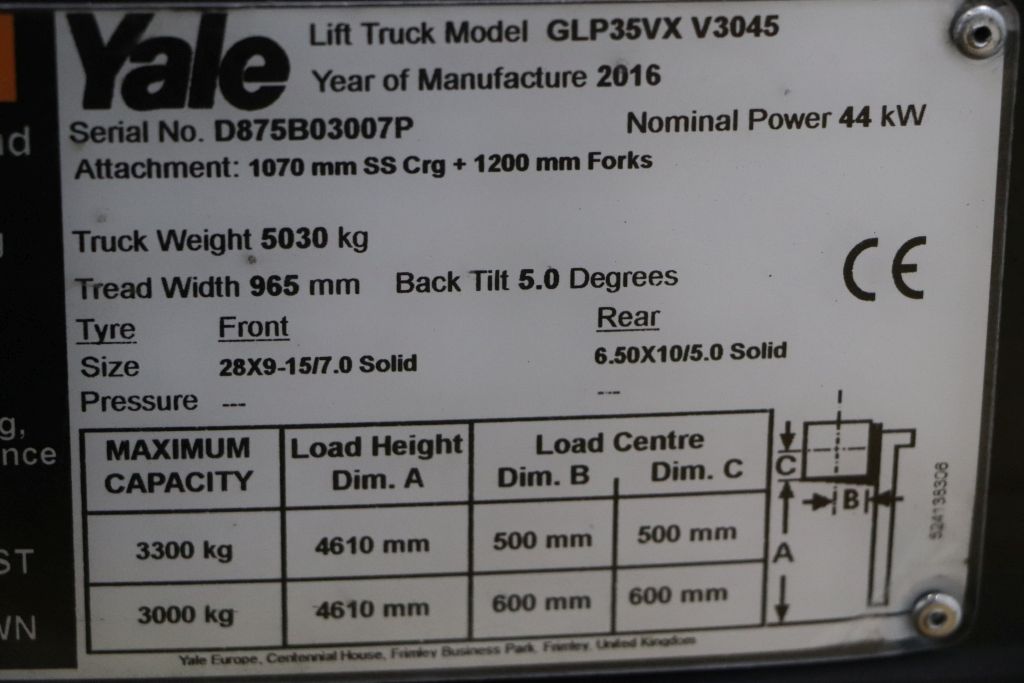 Yale
Lift Truck Model GLP35VX V3045
Year of Manufacture 2016
Serial No. D875B03007P
Nominal Power 44 kW
Attachment: 1070 mm SS Crg + 1200 mm Forks
Truck Weight 5030 kg
Tread Width 965 mm Back Tilt 5.0 Degrees
CE
Tyre Front Rear
Size 28X9-15/7.0 Solid 6.50X10/5.0 Solid
Pressure --- ---
MAXIMUM CAPACITY
Load Height Dim. A
Load Centre
Dim. B Dim. C
3300 kg 4610 mm 500 mm 500 mm
3000 kg 4610 mm 600 mm 600 mm
C
B
A
524138306
Yale Europe, Centennial House, Frimley Business Park, Frimley, United Kingdom
nd
g,
nce
ST
WN